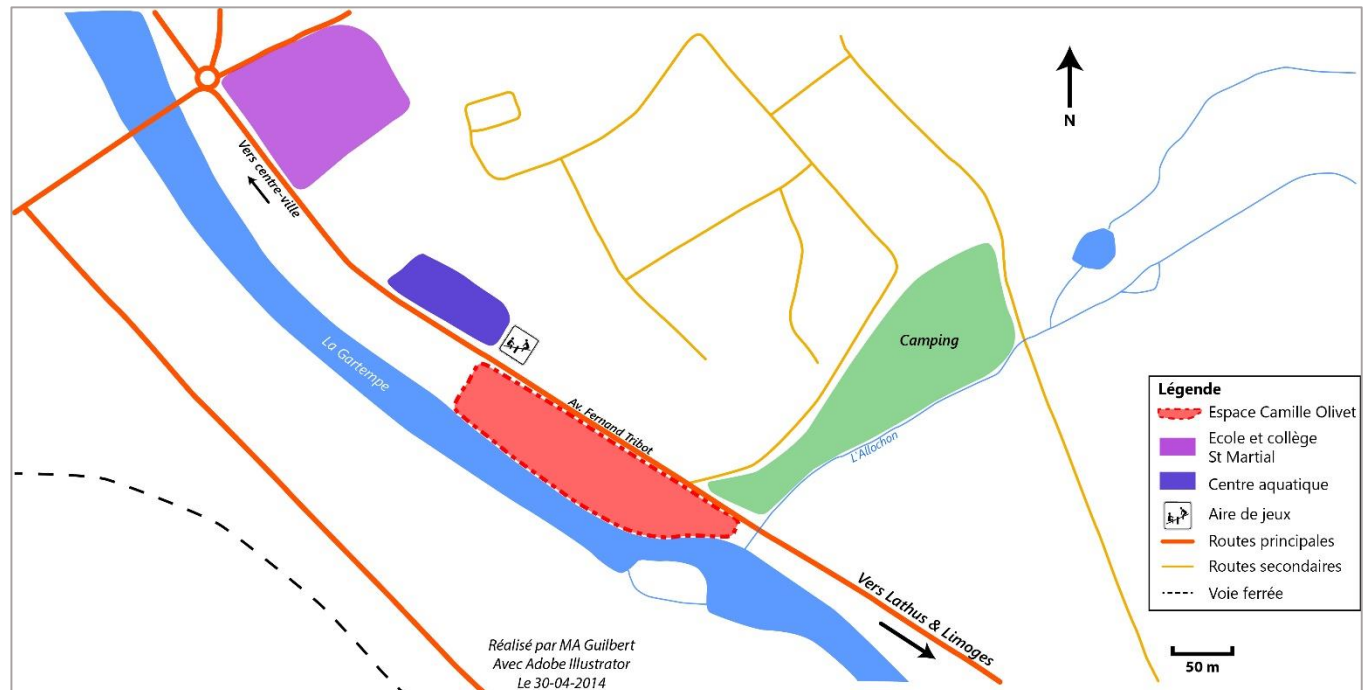 N
Vers centre-ville
La Gartempe
Camping
Av. Fernand Tribot
L'Allochon
Vers Lathus & Limoges
Légende
Espace Camille Olivet
Ecole et collège
St Martial
Centre aquatique
Aire de jeux
Routes principales
Routes secondaires
Voie ferrée
Réalisé par MA Guilbert
Avec Adobe Illustrator
Le 30-04-2014
50 m